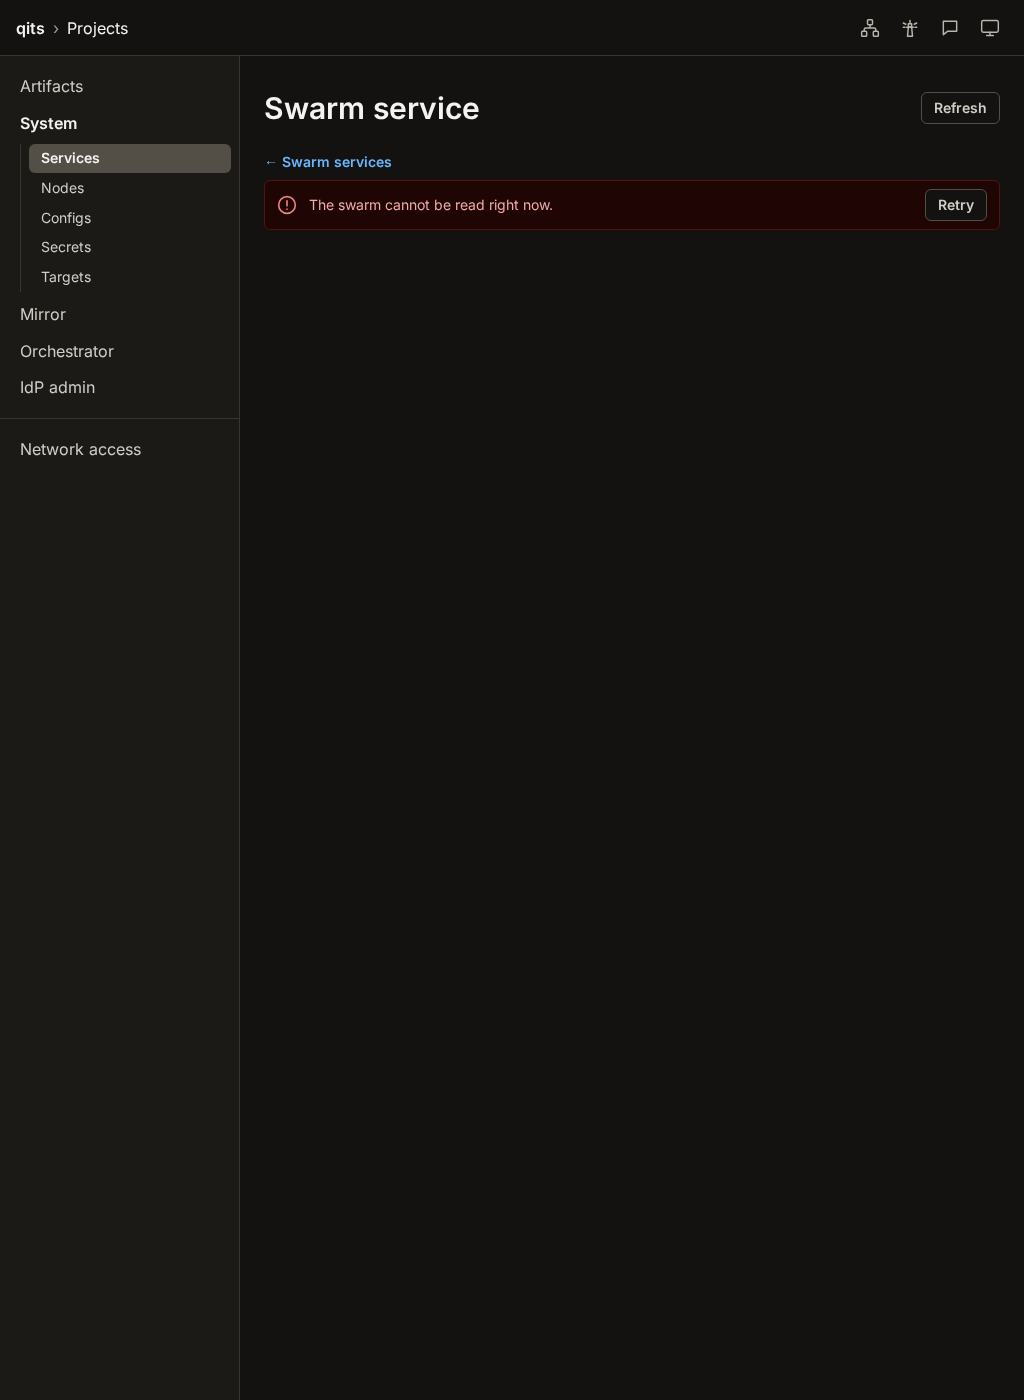 qits › Projects
Artifacts
System
Services
Nodes
Configs
Secrets
Targets
Mirror
Orchestrator
IdP admin
Network access
Swarm service
Refresh
← Swarm services
The swarm cannot be read right now.
Retry